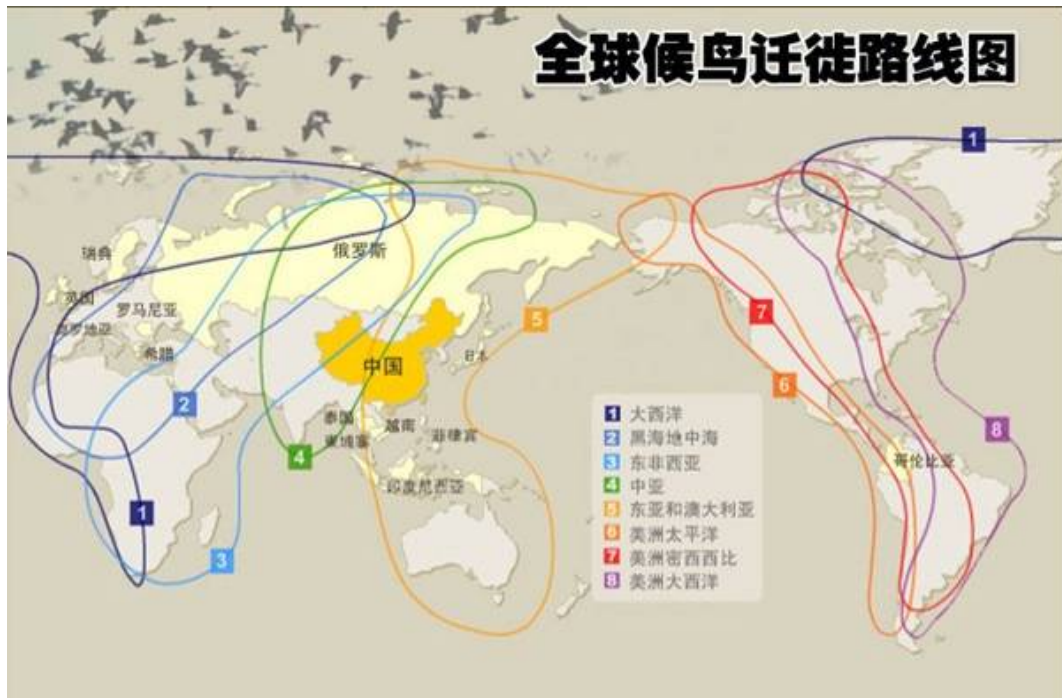 全球候鸟迁徙路线图
1
瑞典
俄罗斯
英国
罗马尼亚
克罗地亚
希腊
5
日本
7
中国
6
2
泰国
越南
菲律宾
柬埔寨
4
8
哥伦比亚
印度尼西亚
1
3
1 大西洋
2 黑海地中海
3 东非西亚
4 中亚
5 东亚和澳大利亚
6 美洲太平洋
7 美洲密西西比
8 美洲大西洋